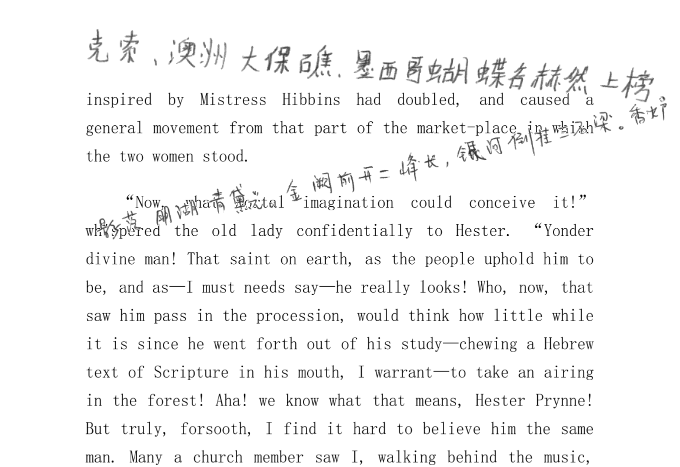 克索、澳洲大保礁、墨西哥蝴蝶谷赫然上榜。
inspired by Mistress Hibbins had doubled, and caused a
general movement from that part of the market-place in which
the two women stood.
影落明湖青黛光,金阙前开二峰长,银河倒挂三石梁。香炉
“Now, what mortal imagination could conceive it!”
whispered the old lady confidentially to Hester. “Yonder
divine man! That saint on earth, as the people uphold him to
be, and as—I must needs say—he really looks! Who, now, that
saw him pass in the procession, would think how little while
it is since he went forth out of his study—chewing a Hebrew
text of Scripture in his mouth, I warrant—to take an airing
in the forest! Aha! we know what that means, Hester Prynne!
But truly, forsooth, I find it hard to believe him the same
man. Many a church member saw I, walking behind the music,